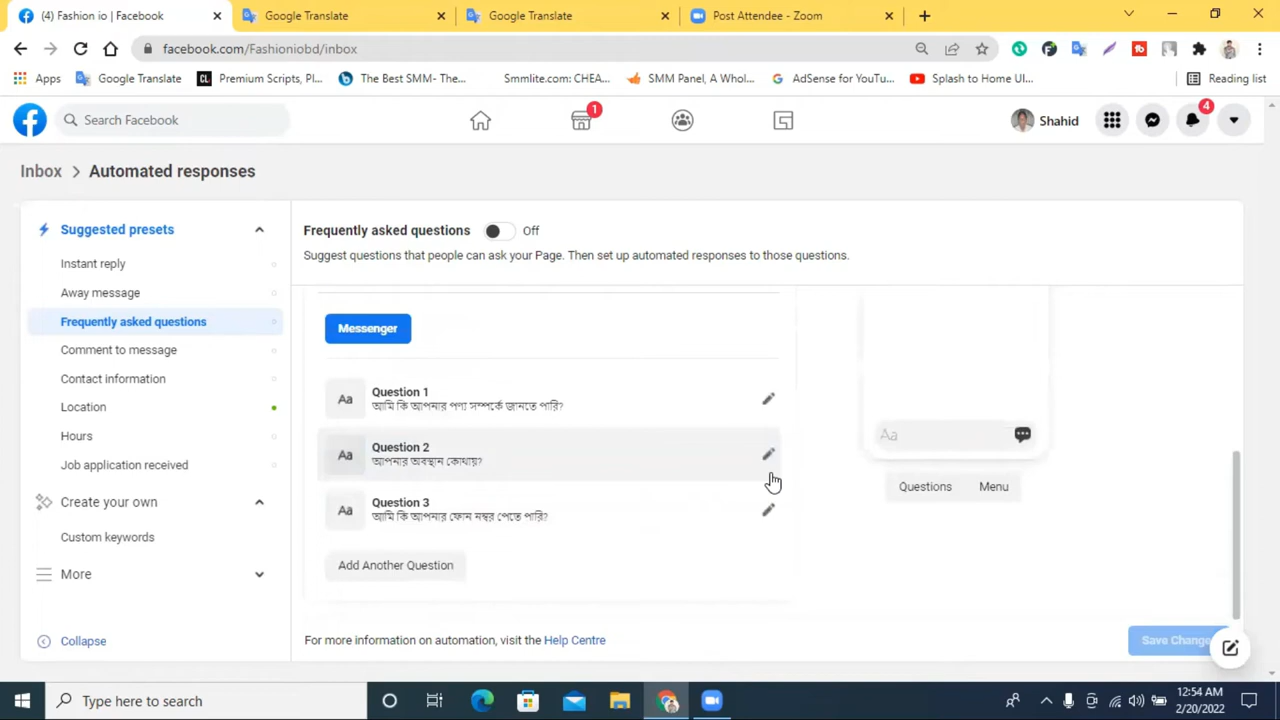 (4) Fashion io | Facebook
Google Translate
Google Translate
Post Attendee - Zoom
facebook.com/Fashioniobd/inbox
Apps
Google Translate
Premium Scripts, Pl...
The Best SMM- The...
Smmlite.com: CHEA...
SMM Panel, A Whol...
AdSense for YouTu...
Splash to Home UI...
Reading list
Search Facebook
1
Shahid
4
Inbox > Automated responses
Suggested presets
Instant reply
Away message
Frequently asked questions
Comment to message
Contact information
Location
Hours
Job application received
Create your own
Custom keywords
More
Collapse
Frequently asked questions
Off
Suggest questions that people can ask your Page. Then set up automated responses to those questions.
Messenger
Aa
Question 1
আমি কি আপনার পণ্য সম্পর্কে জানতে পারি?
Aa
Question 2
আপনার অবস্থান কোথায়?
Aa
Question 3
আমি কি আপনার ফোন নম্বর পেতে পারি?
Add Another Question
Aa
Questions
Menu
For more information on automation, visit the Help Centre
Save Change
Type here to search
12:54 AM
2/20/2022